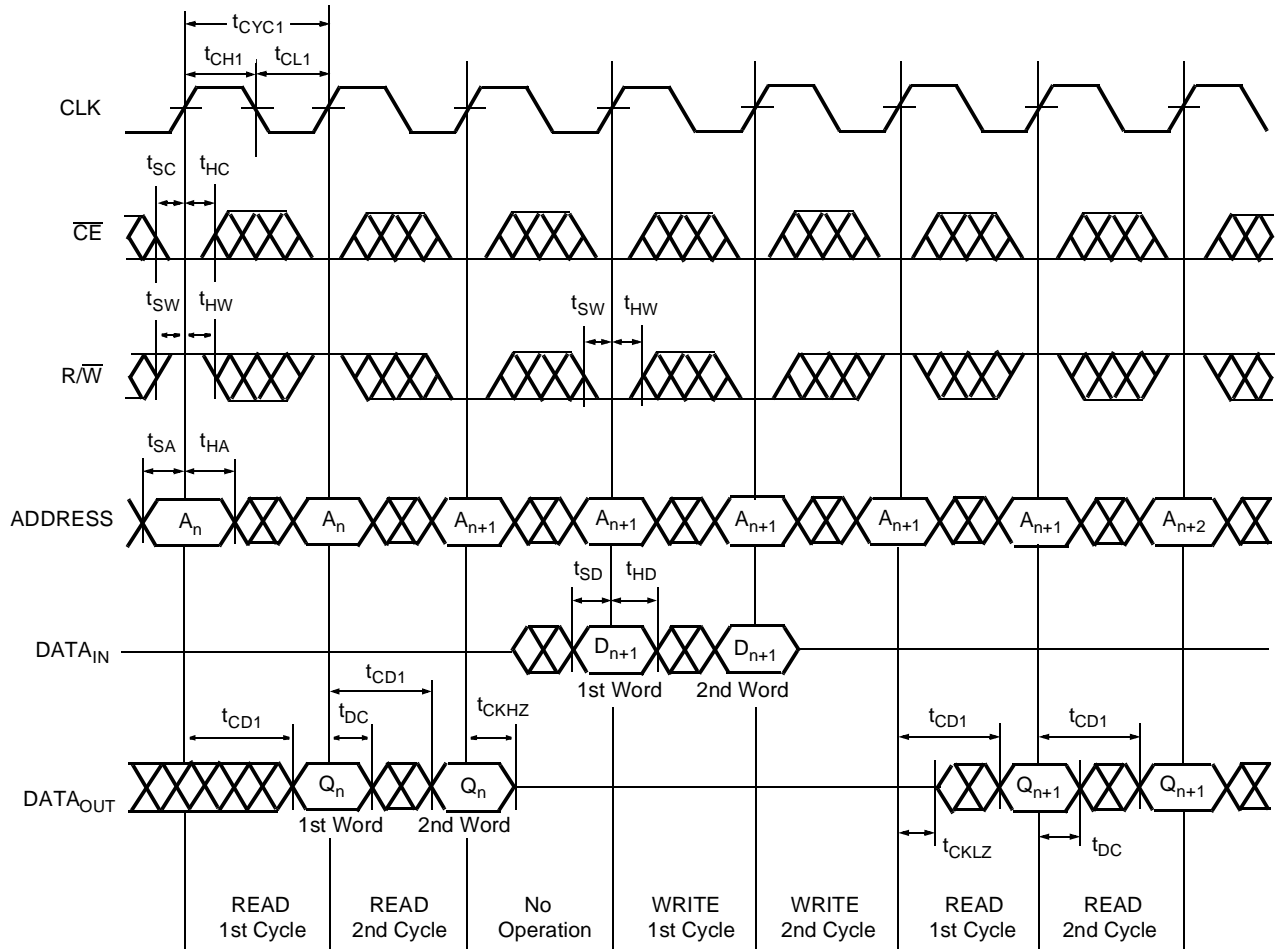 tCYC1
tCH1 tCL1
CLK
tSC tHC
CE
tSW tHW tSW tHW
R/W
tSA tHA
ADDRESS An An An+1 An+1 An+1 An+1 An+1 An+2
tSD tHD
DATAIN Dn+1 Dn+1
1st Word 2nd Word
tCD1 tDC tCD1 tCKHZ tCD1 tCD1
DATAOUT Qn Qn Qn+1 Qn+1
1st Word 2nd Word
tCKLZ tDC
READ 1st Cycle
READ 2nd Cycle
No Operation
WRITE 1st Cycle
WRITE 2nd Cycle
READ 1st Cycle
READ 2nd Cycle